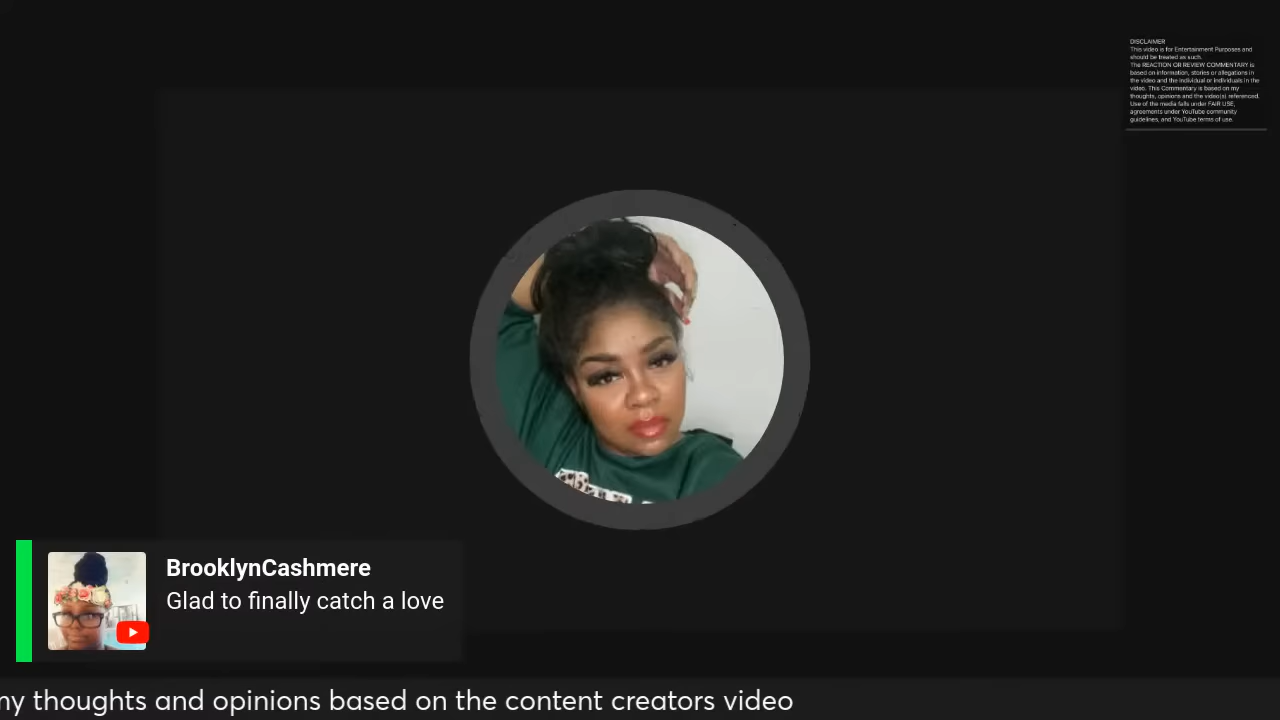 DISCLAIMER
This video is for Entertainment Purposes and
should be treated as such.
The REACTION OR REVIEW COMMENTARY is
based on information, stories or allegations in
the video and the individual or individuals in the
video. This Commentary is based on my
thoughts, opinions and the video(s) referenced.
Use of the media falls under FAIR USE,
agreements under YouTube community
guidelines, and YouTube terms of use.
BrooklynCashmere
Glad to finally catch a love
my thoughts and opinions based on the content creators video